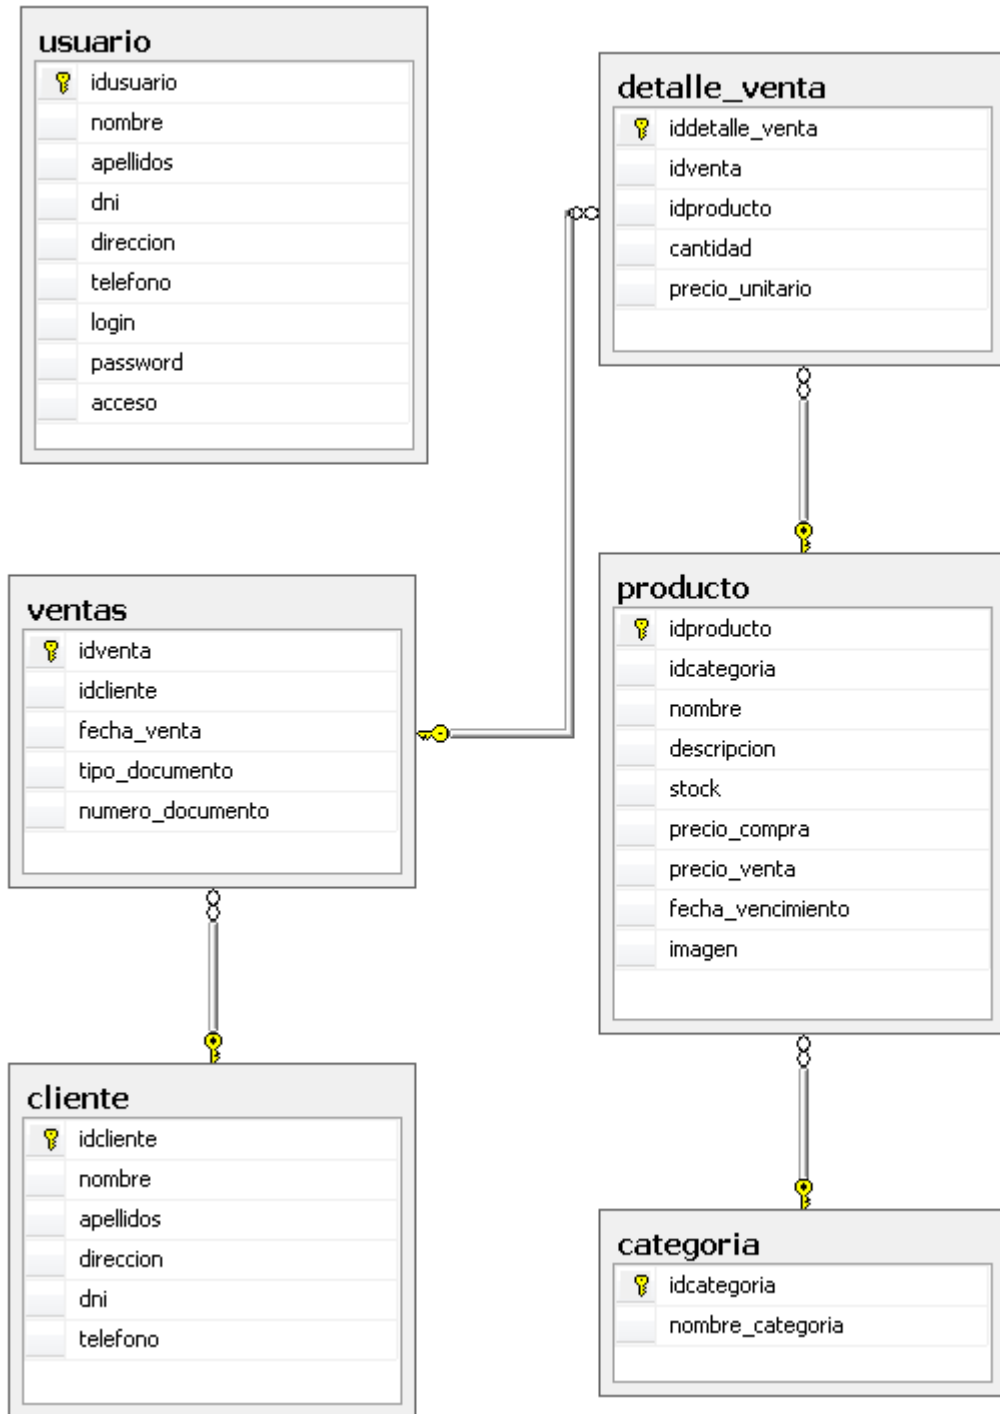 usuario
idusuario
nombre
apellidos
dni
direccion
telefono
login
password
acceso
detalle_venta
iddetalle_venta
idventa
idproducto
cantidad
precio_unitario
ventas
idventa
idcliente
fecha_venta
tipo_documento
numero_documento
producto
idproducto
idcategoria
nombre
descripcion
stock
precio_compra
precio_venta
fecha_vencimiento
imagen
cliente
idcliente
nombre
apellidos
direccion
dni
telefono
categoria
idcategoria
nombre_categoria